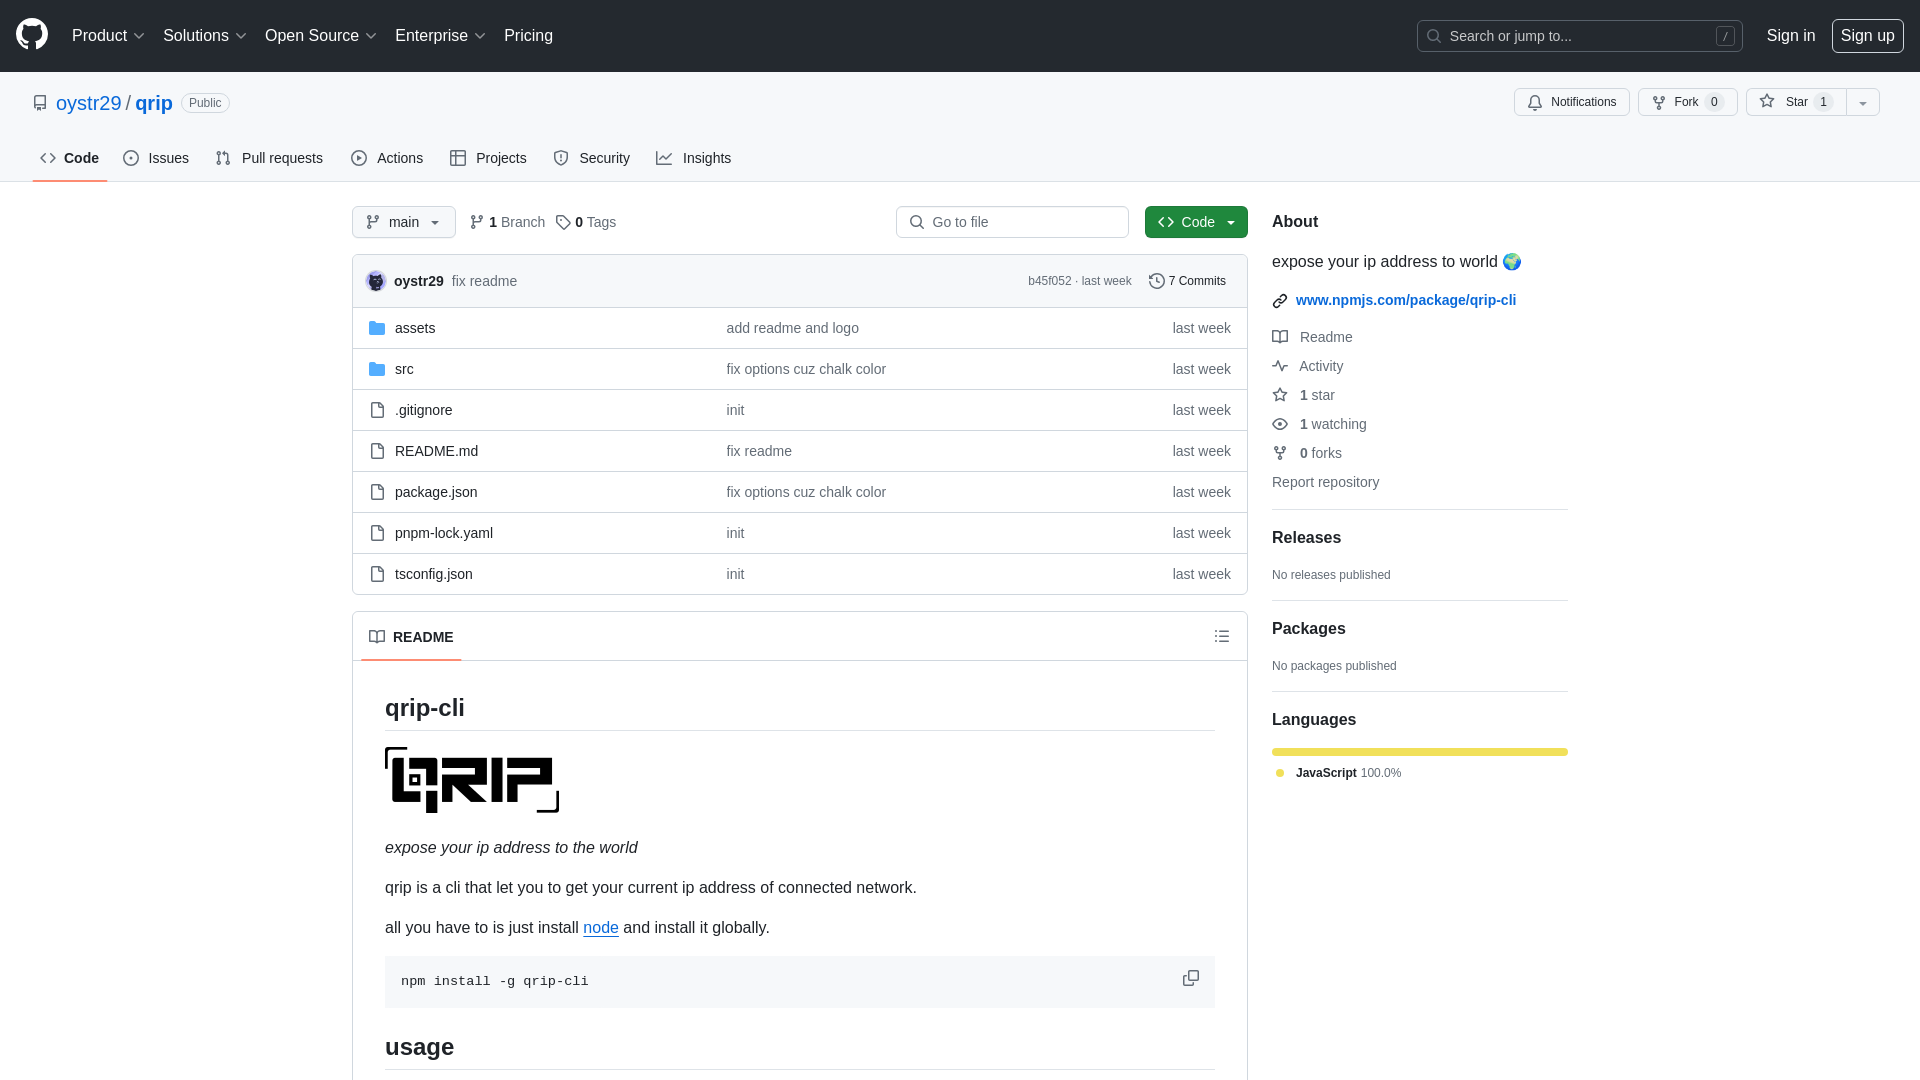 Product Solutions Open Source Enterprise Pricing Search or jump to... / Sign in Sign up
oystr29 / qrip Public Notifications Fork 0 Star 1
Code Issues Pull requests Actions Projects Security Insights
main 1 Branch 0 Tags Go to file Code
oystr29 fix readme b45f052 · last week 7 Commits
assets add readme and logo last week
src fix options cuz chalk color last week
.gitignore init last week
README.md fix readme last week
package.json fix options cuz chalk color last week
pnpm-lock.yaml init last week
tsconfig.json init last week
README
qrip-cli
QRIP
expose your ip address to the world
qrip is a cli that let you to get your current ip address of connected network.
all you have to is just install node and install it globally.
npm install -g qrip-cli
usage
About
expose your ip address to world 🌍
www.npmjs.com/package/qrip-cli
Readme
Activity
1 star
1 watching
0 forks
Report repository
Releases
No releases published
Packages
No packages published
Languages
JavaScript 100.0%